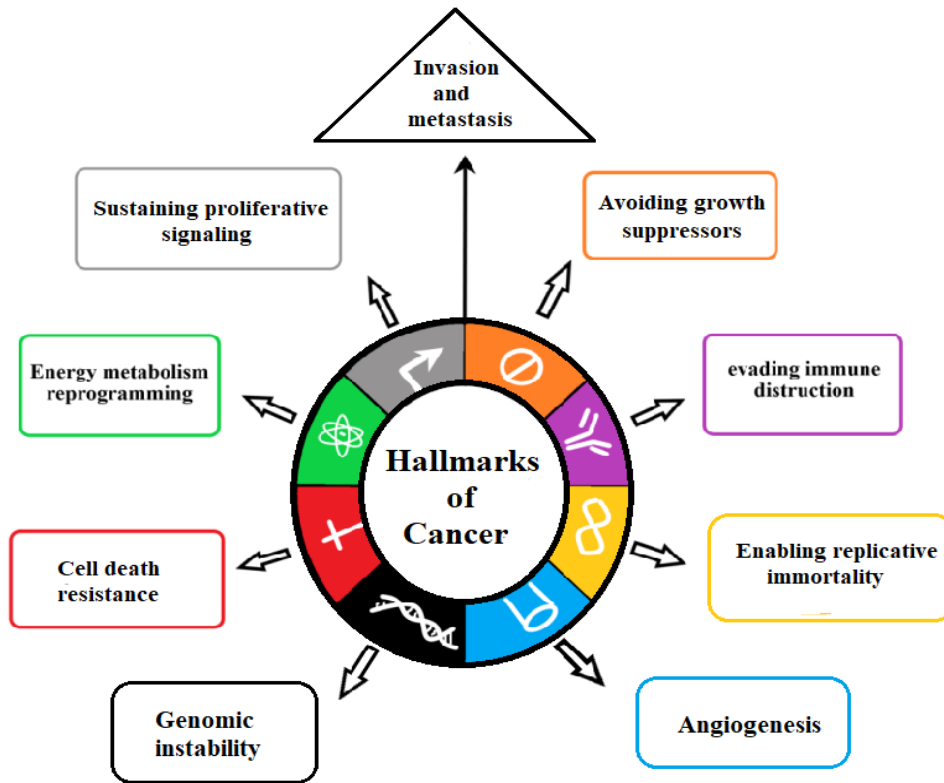 Invasion
and
metastasis
Sustaining proliferative
signaling
Avoiding growth
suppressors
Energy metabolism
reprogramming
evading immune
distruction
Hallmarks
of
Cancer
Cell death
resistance
Enabling replicative
immortality
Genomic
instability
Angiogenesis